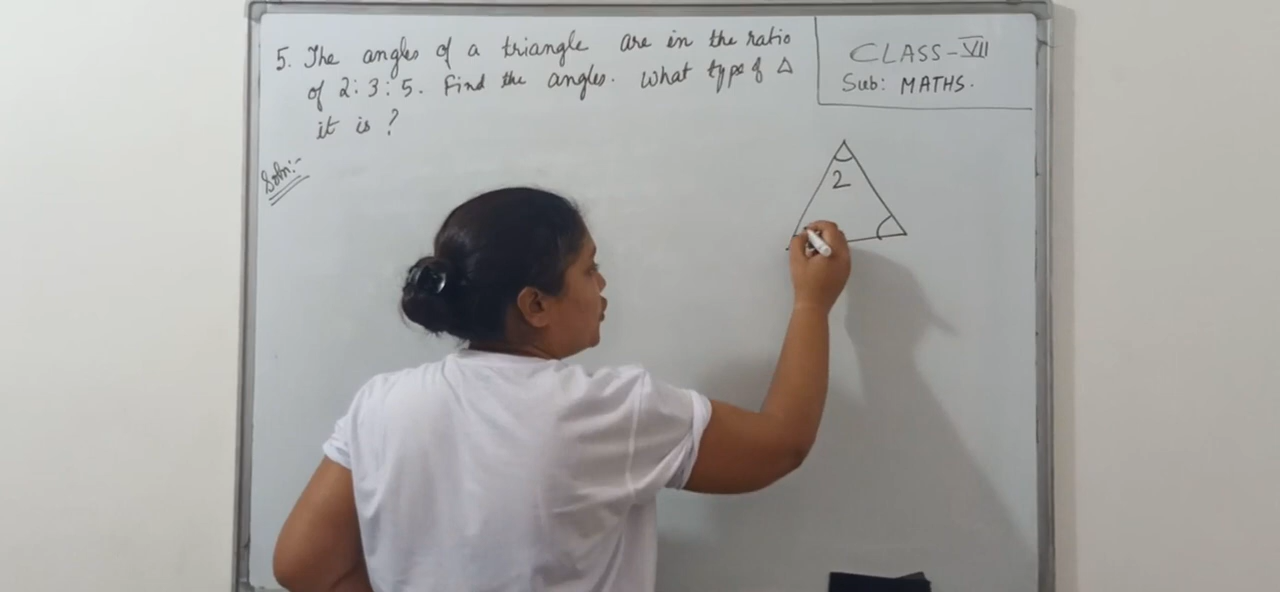 5. The angles of a triangle are in the ratio
of 2:3:5. Find the angles. What type of Δ
it is?
CLASS-VII
Sub: MATHS.
Soln:-
2